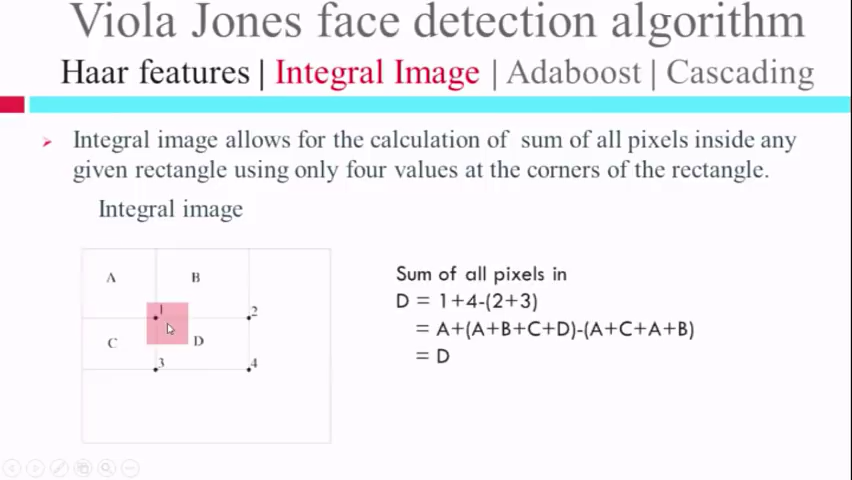 Viola Jones face detection algorithm
Haar features | Integral Image | Adaboost | Cascading
Integral image allows for the calculation of sum of all pixels inside any
given rectangle using only four values at the corners of the rectangle.
Integral image
A B
1 2
C D
3 4
Sum of all pixels in
D = 1+4-(2+3)
= A+(A+B+C+D)-(A+C+A+B)
= D